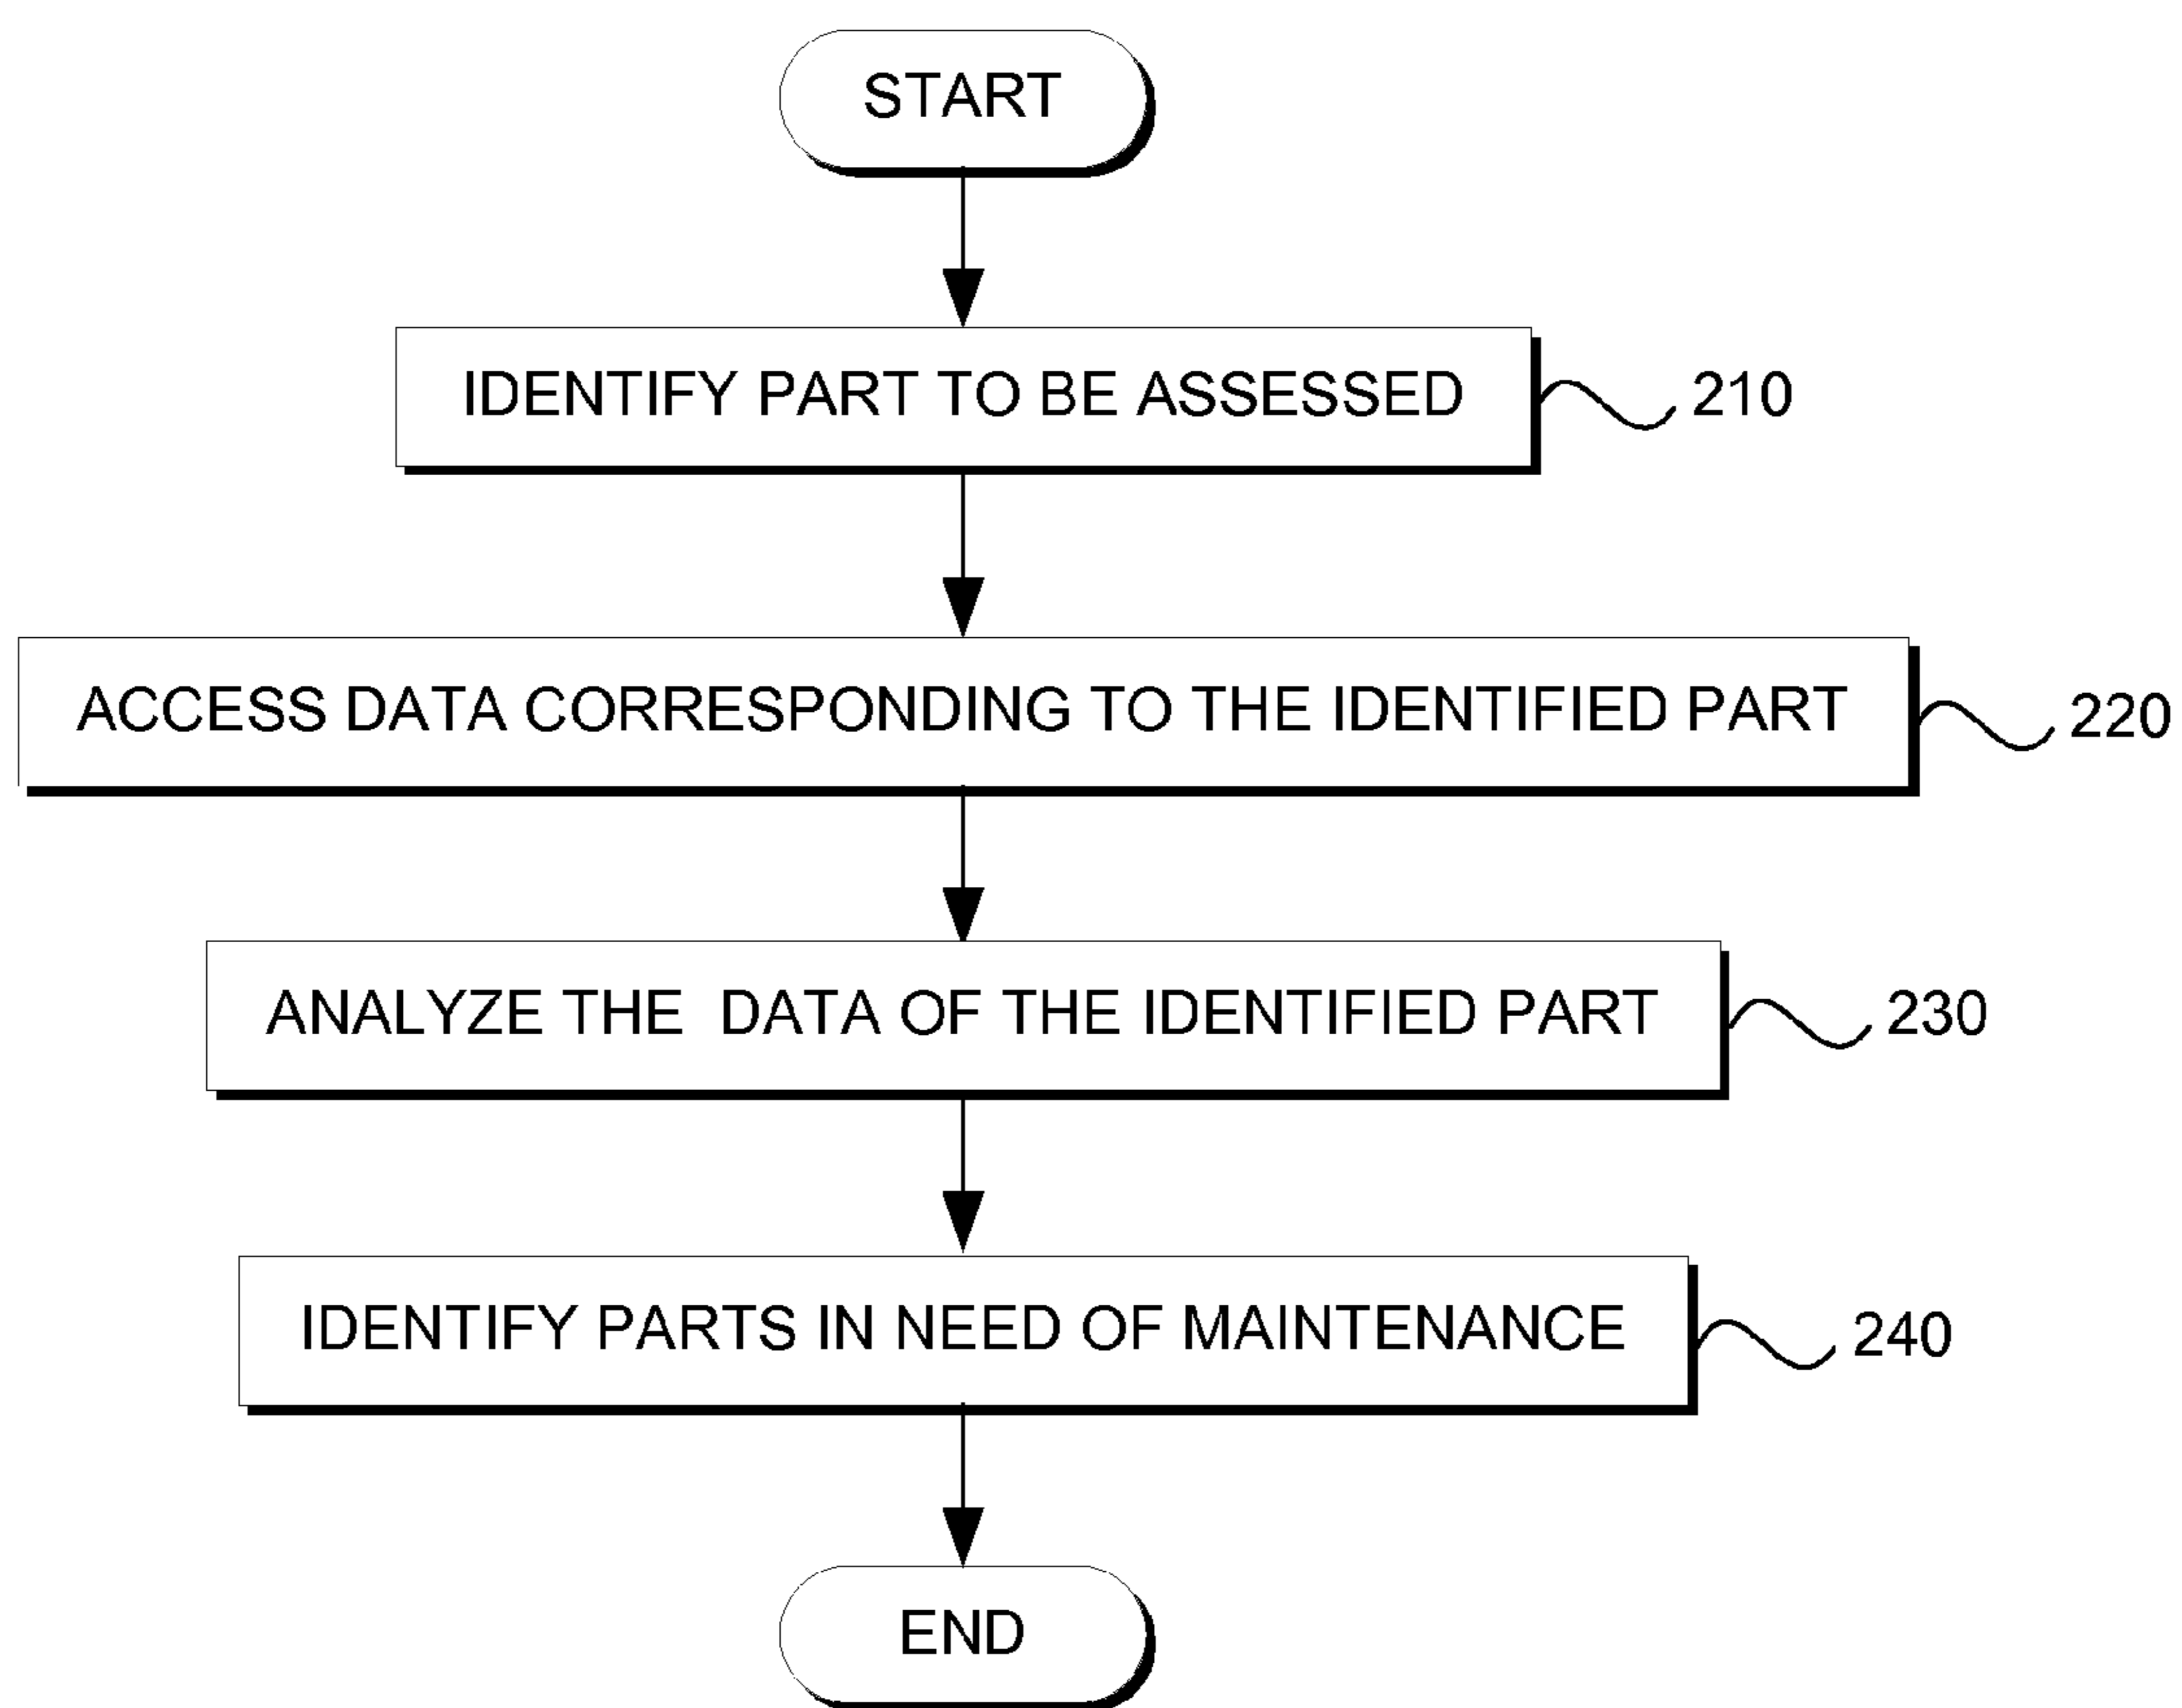 START
IDENTIFY PART TO BE ASSESSED
210
ACCESS DATA CORRESPONDING TO THE IDENTIFIED PART
220
ANALYZE THE DATA OF THE IDENTIFIED PART
230
IDENTIFY PARTS IN NEED OF MAINTENANCE
240
END